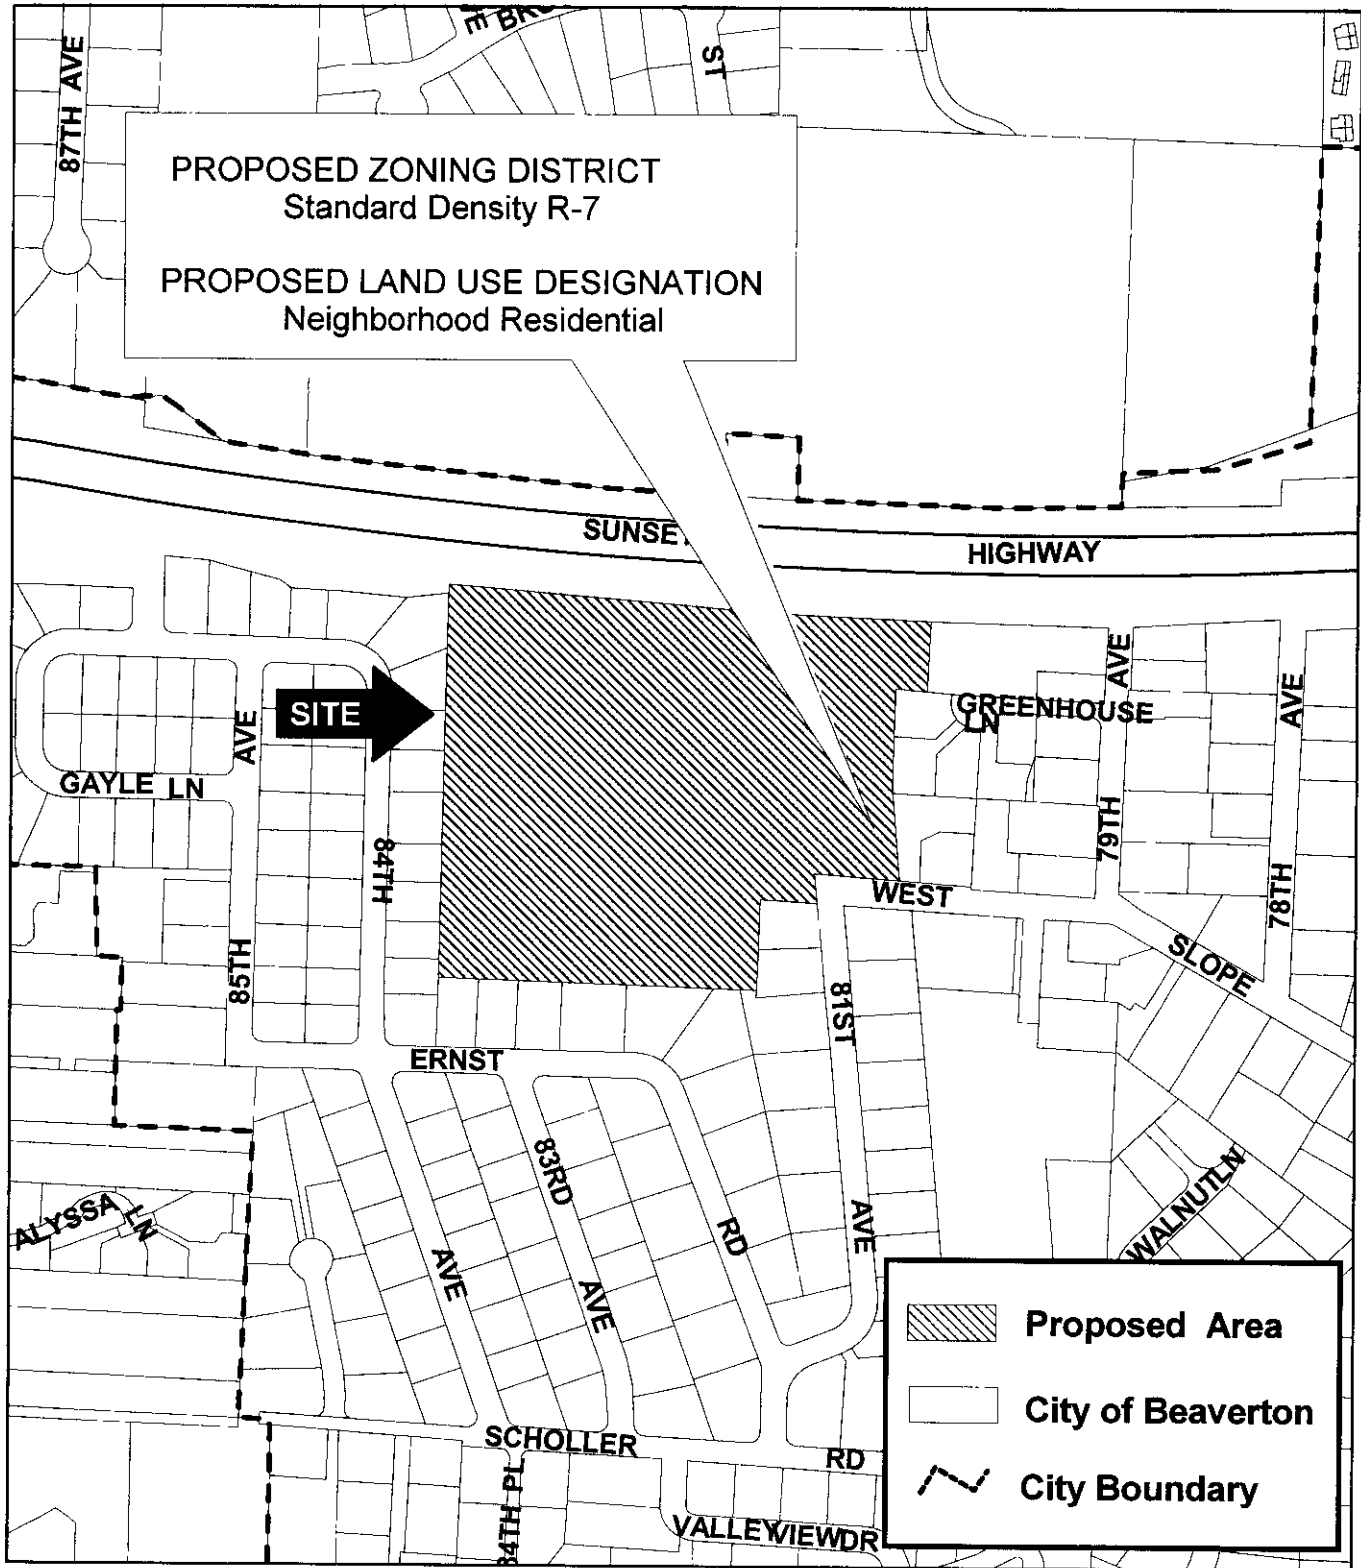 87TH AVE
ST
PROPOSED ZONING DISTRICT
Standard Density R-7
PROPOSED LAND USE DESIGNATION
Neighborhood Residential
SUNSE
HIGHWAY
SITE
AVE
GAYLE LN
84TH
85TH
GREENHOUSE
LN
AVE
79TH
AVE
78TH
WEST
SLOPE
81ST
AVE
ERNST
RD
83RD
AVE
AVE
ALYSSA LN
WALNUT LN
SCHOLLER
RD
84TH PL
VALLEYVIEW DR
Proposed Area
City of Beaverton
City Boundary